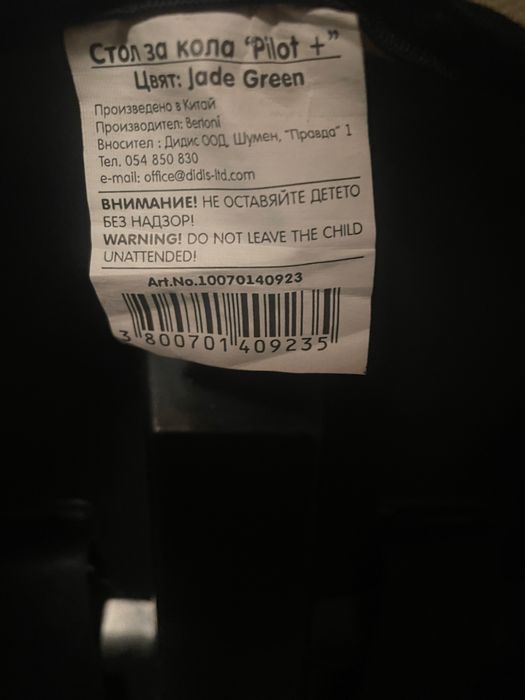 Стол за кола "Pilot +"
Цвят: Jade Green
Произведено в Китай
Производител: Bertoni
Вносител : Дидис ООД, Шумен, "Правда" 1
Тел. 054 850 830
e-mail: office@didis-ltd.com
ВНИМАНИЕ! НЕ ОСТАВЯЙТЕ ДЕТЕТО
БЕЗ НАДЗОР!
WARNING! DO NOT LEAVE THE CHILD
UNATTENDED!
Art.No.10070140923
3 800701 409235